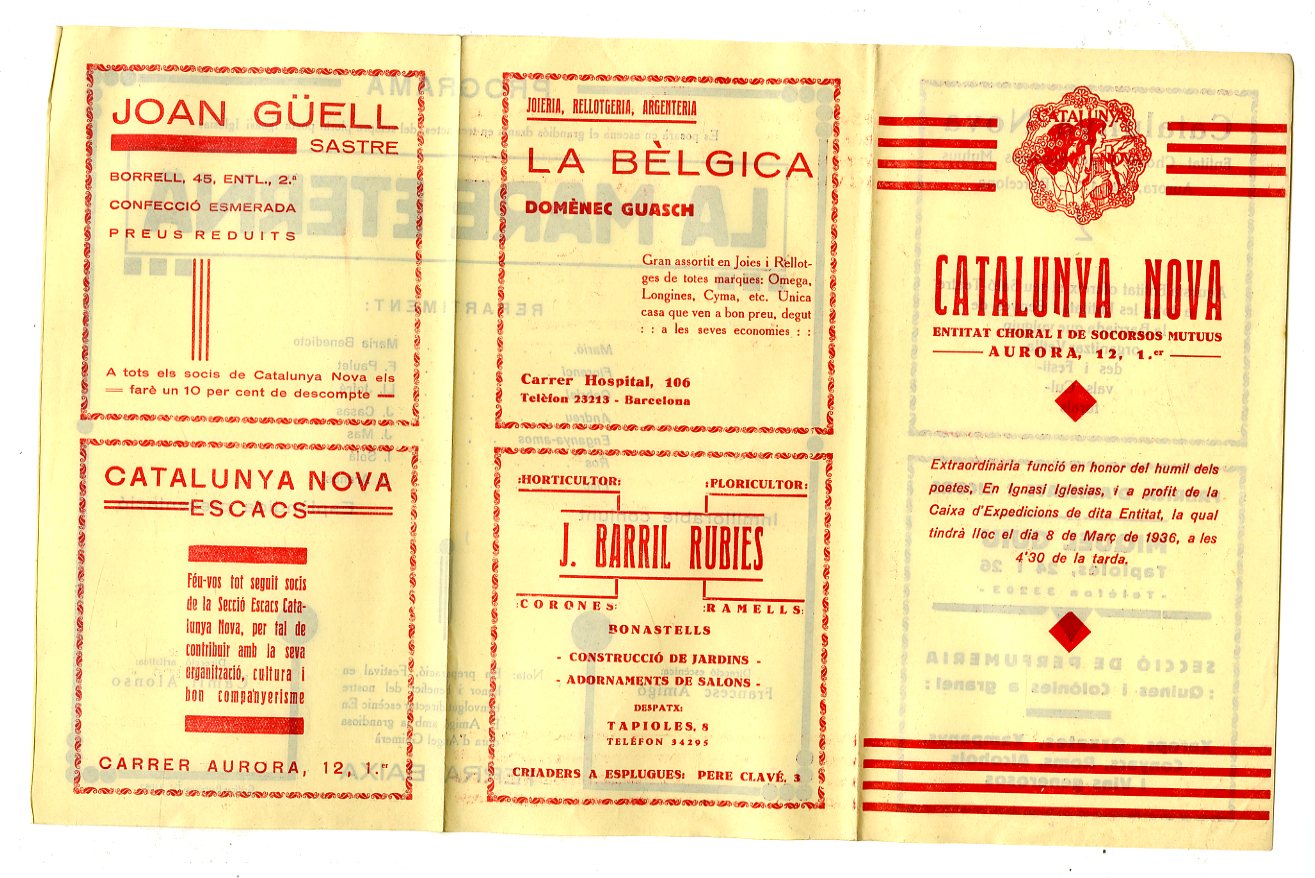 JOAN GÜELL
SASTRE
BORRELL, 45, ENTL., 2.ª
CONFECCIÓ ESMERADA
PREUS REDUITS
A tots els socis de Catalunya Nova els
farè un 10 per cent de descompte
CATALUNYA NOVA
ESCACS
Féu-vos tot seguit socis
de la Secció Escacs Cata-
lunya Nova, per tal de
contribuir amb la seva
organització, cultura i
bon companyerisme
CARRER AURORA, 12, 1.er
JOIERIA, RELLOTGERIA, ARGENTERIA
LA BÈLGICA
DOMÈNEC GUASCH
Gran assortit en Joies i Rellot-
ges de totes marques: Omega,
Longines, Cyma, etc. Unica
casa que ven a bon preu, degut
: : a les seves economies : :
Carrer Hospital, 106
Telèfon 23213 - Barcelona
:HORTICULTOR: :PLORICULTOR:
J. BARRIL RUBIES
:CORONES: :RAMELLS:
BONASTELLS
- CONSTRUCCIÓ DE JARDINS -
- ADORNAMENTS DE SALONS -
DESPATX:
TAPIOLES, 8
TELÉFON 34295
CRIADERS A ESPLUGUES: PERE CLAVÉ, 3
CATALUNYA
NOVA
CATALUNYA NOVA
ENTITAT CHORAL I DE SOCORSOS MUTUUS
AURORA, 12, 1.er
Extraordinària funció en honor del humil dels
poetes, En Ignasi Iglesias, i a profit de la
Caixa d'Expedicions de dita Entitat, la qual
tindrà lloc el dia 8 de Març de 1936, a les
4'30 de la tarda.